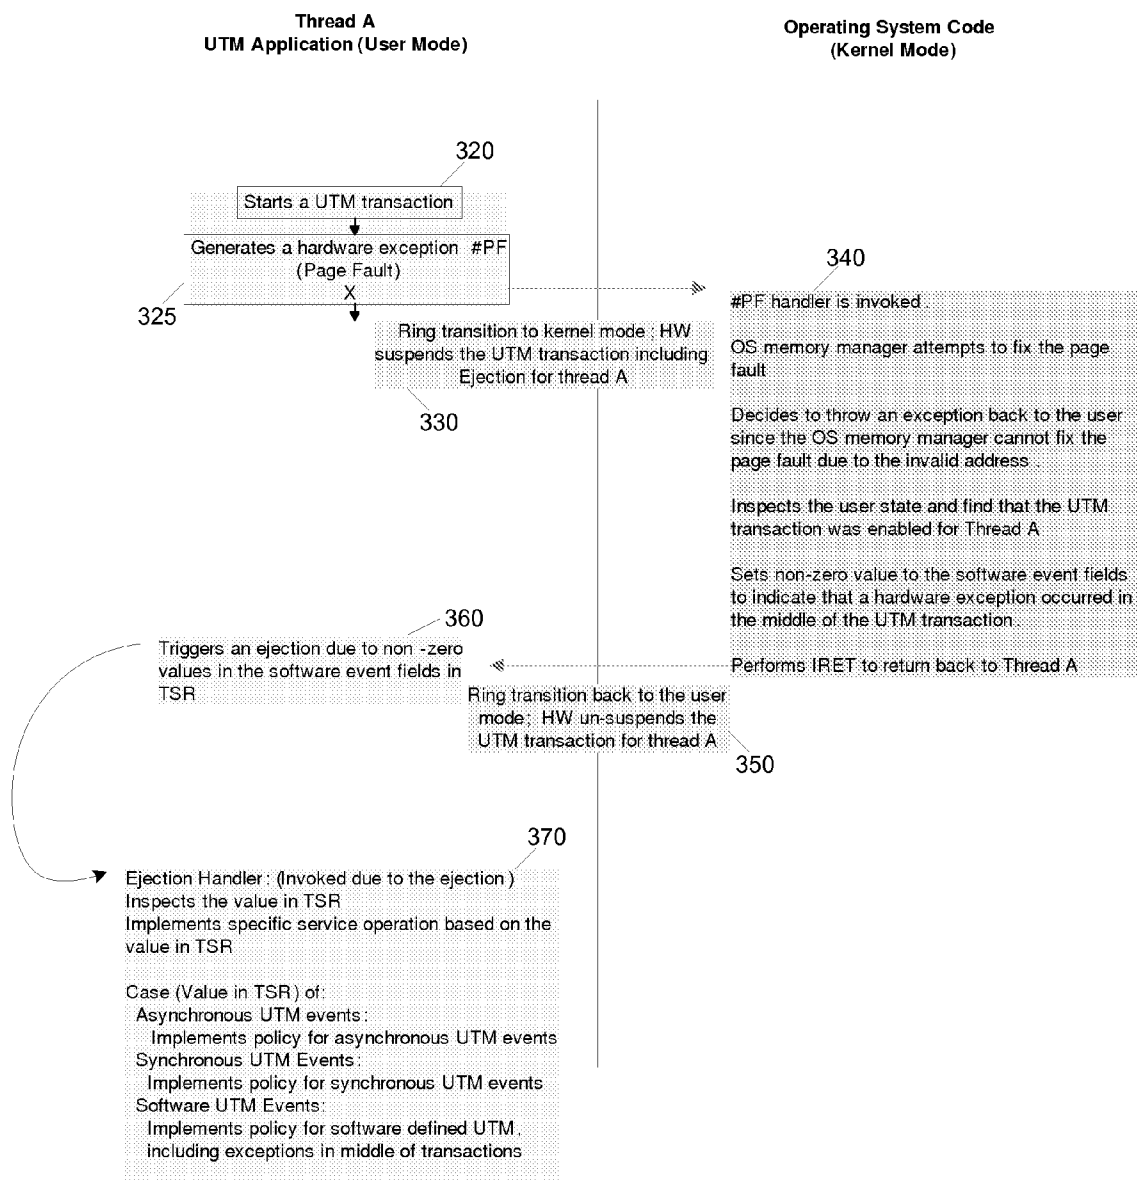 Thread A
UTM Application (User Mode)
Operating System Code
(Kernel Mode)
320
Starts a UTM transaction
Generates a hardware exception #PF
(Page Fault)
X
325
Ring transition to kernel mode ; HW
suspends the UTM transaction including
Ejection for thread A
330
340
#PF handler is invoked .
OS memory manager attempts to fix the page
fault
Decides to throw an exception back to the user
since the OS memory manager cannot fix the
page fault due to the invalid address .
Inspects the user state and find that the UTM
transaction was enabled for Thread A
Sets non-zero value to the software event fields
to indicate that a hardware exception occurred in
the middle of the UTM transaction .
Performs IRET to return back to Thread A
360
Triggers an ejection due to non -zero
values in the software event fields in
TSR
Ring transition back to the user
mode; HW un-suspends the
UTM transaction for thread A
350
370
Ejection Handler: (Invoked due to the ejection )
Inspects the value in TSR
Implements specific service operation based on the
value in TSR
Case (Value in TSR ) of:
Asynchronous UTM events:
Implements policy for asynchronous UTM events
Synchronous UTM Events:
Implements policy for synchronous UTM events
Software UTM Events:
Implements policy for software defined UTM ,
including exceptions in middle of transactions